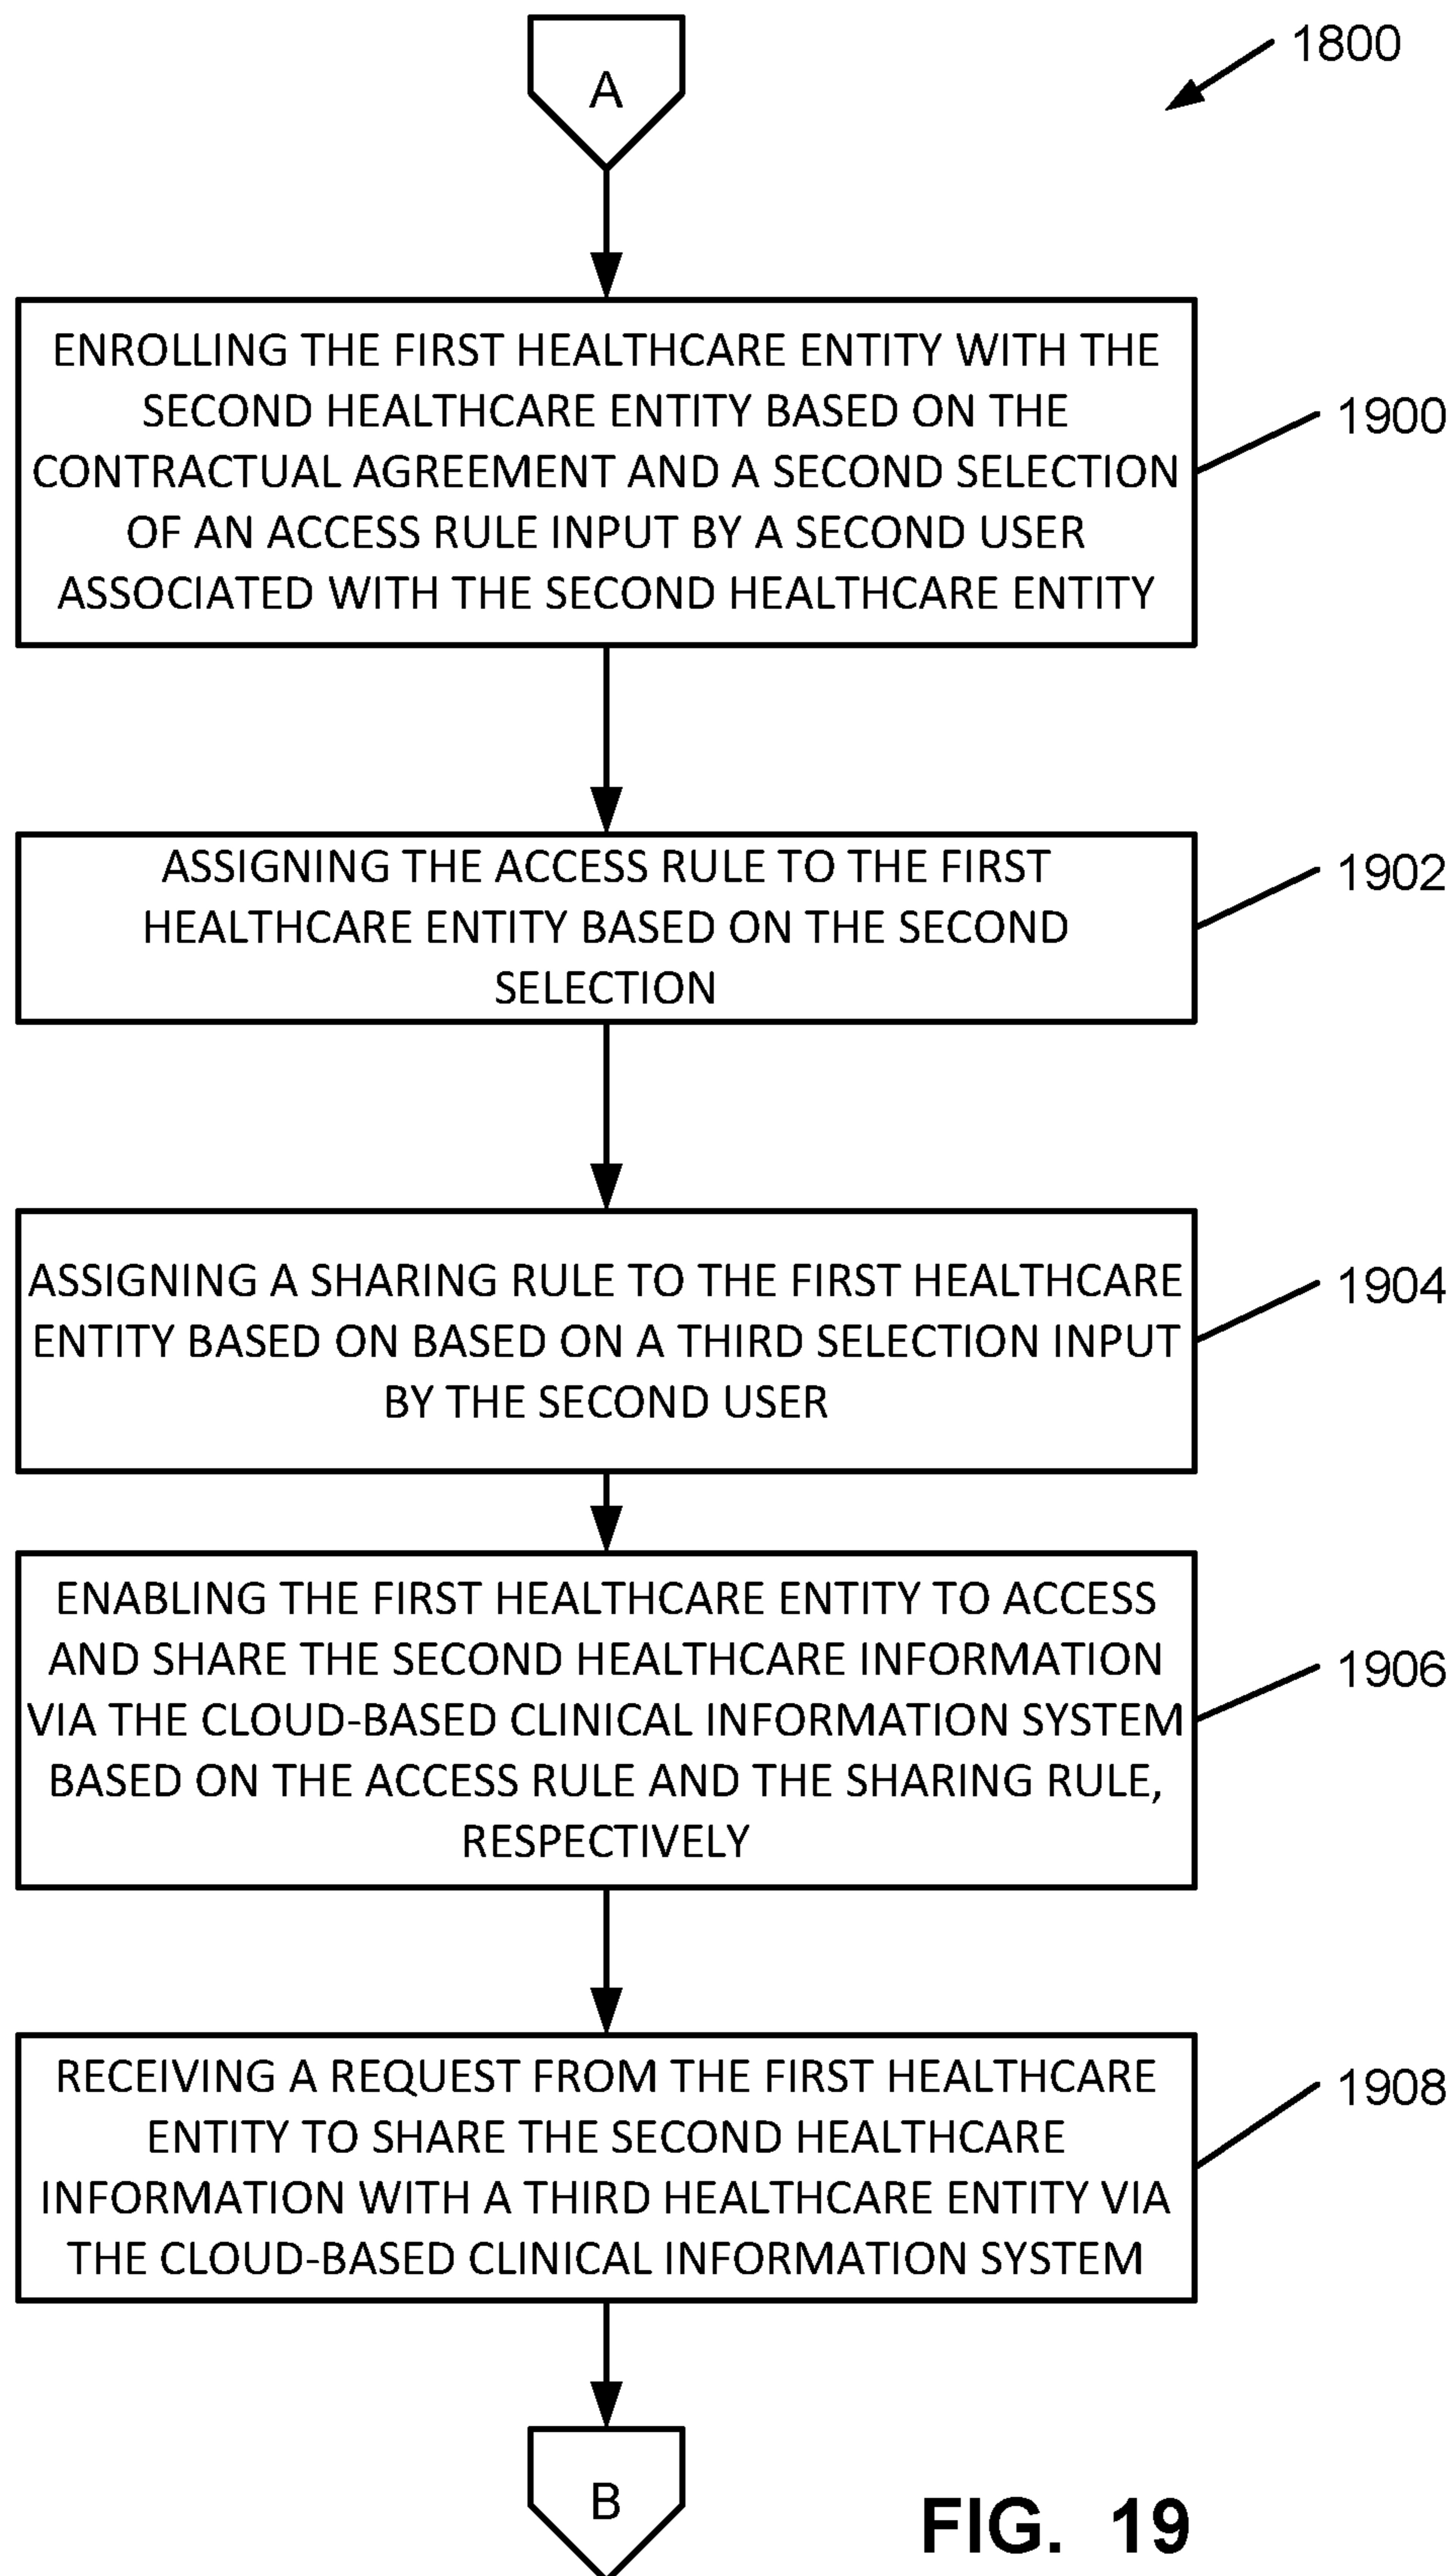 A
1800
ENROLLING THE FIRST HEALTHCARE ENTITY WITH THE
SECOND HEALTHCARE ENTITY BASED ON THE
CONTRACTUAL AGREEMENT AND A SECOND SELECTION
OF AN ACCESS RULE INPUT BY A SECOND USER
ASSOCIATED WITH THE SECOND HEALTHCARE ENTITY
1900
ASSIGNING THE ACCESS RULE TO THE FIRST
HEALTHCARE ENTITY BASED ON THE SECOND
SELECTION
1902
ASSIGNING A SHARING RULE TO THE FIRST HEALTHCARE
ENTITY BASED ON BASED ON A THIRD SELECTION INPUT
BY THE SECOND USER
1904
ENABLING THE FIRST HEALTHCARE ENTITY TO ACCESS
AND SHARE THE SECOND HEALTHCARE INFORMATION
VIA THE CLOUD-BASED CLINICAL INFORMATION SYSTEM
BASED ON THE ACCESS RULE AND THE SHARING RULE,
RESPECTIVELY
1906
RECEIVING A REQUEST FROM THE FIRST HEALTHCARE
ENTITY TO SHARE THE SECOND HEALTHCARE
INFORMATION WITH A THIRD HEALTHCARE ENTITY VIA
THE CLOUD-BASED CLINICAL INFORMATION SYSTEM
1908
B
FIG. 19